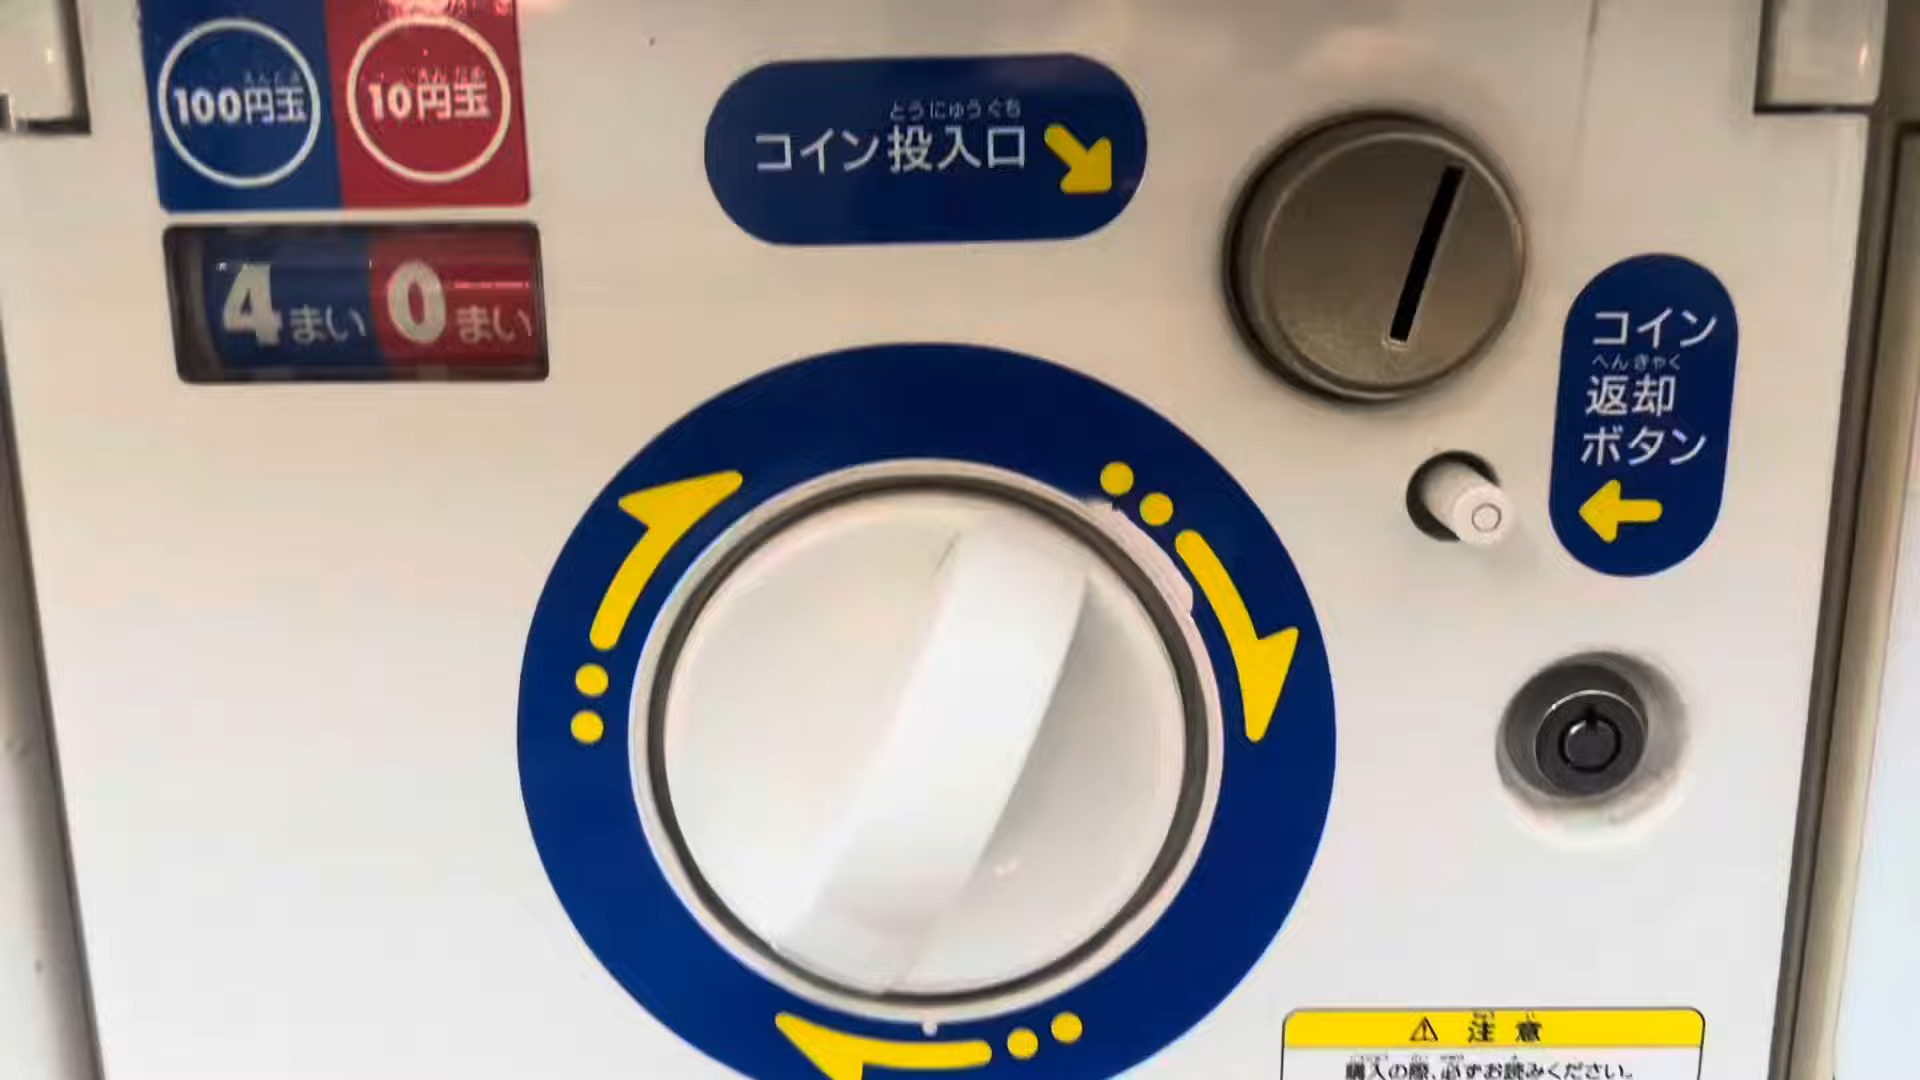 100円玉
10円玉
4まい 0まい
とうにゅうぐち
コイン投入口
コイン
へんきゃく
返却
ボタン
⚠ 注意
購入の際、必ずお読みください。